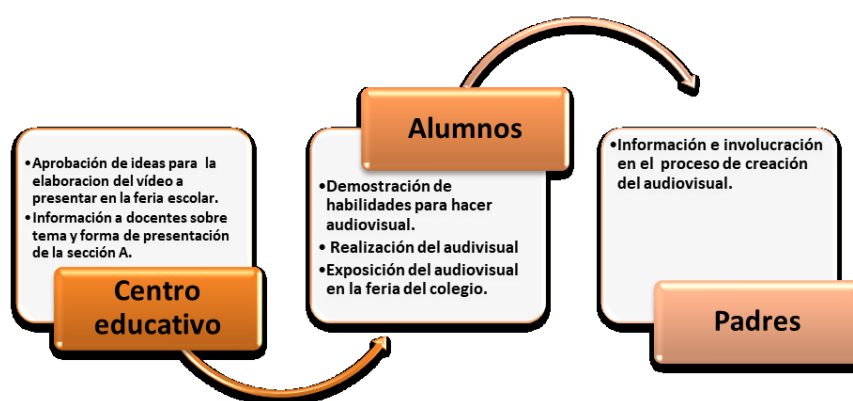 •Aprobación de ideas para la
elaboracion del vídeo a
presentar en la feria escolar.
•Información a docentes sobre
tema y forma de presentación
de la sección A.
Centro
educativo
Alumnos
•Demostración de
habilidades para hacer
audiovisual.
• Realización del audivisual
•Exposición del audiovisual
en la feria del colegio.
•Información e involucración
en el proceso de creación
del audiovisual.
Padres